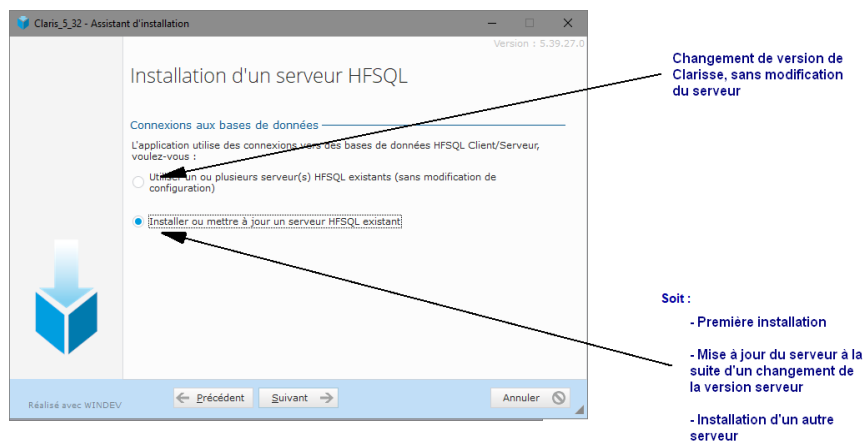 Claris_5_32 - Assistant d'installation
Version : 5.39.27.0
Installation d'un serveur HFSQL
Connexions aux bases de données
L'application utilise des connexions vers des bases de données HFSQL Client/Serveur,
voulez-vous :
Utiliser un ou plusieurs serveur(s) HFSQL existants (sans modification de
configuration)
Installer ou mettre à jour un serveur HFSQL existant
Réalisé avec WINDEV
Précédent
Suivant
Annuler
Changement de version de
Clarisse, sans modification
du serveur
Soit :
- Première installation
- Mise à jour du serveur à la
suite d'un changement de
la version serveur
- Installation d'un autre
serveur